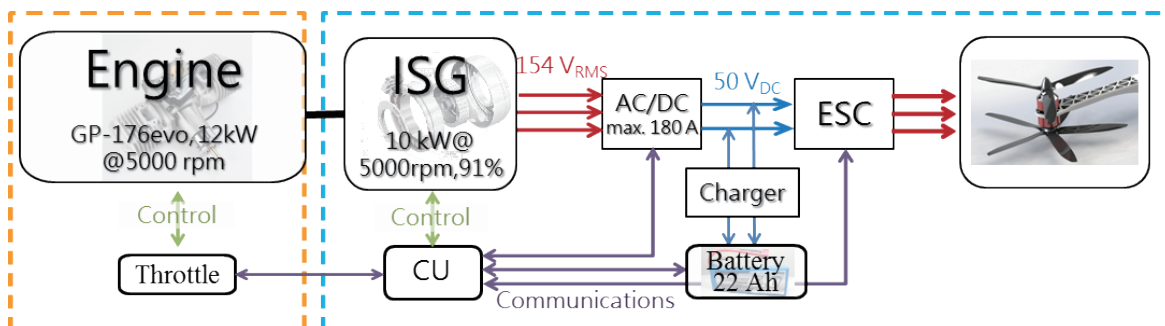 Engine
GP-176evo, 12kW
@5000 rpm
Control
Throttle
ISG
10 kW@
5000rpm,91%
Control
CU
154 VRMS
AC/DC
max. 180 A
50 VDC
ESC
Charger
Battery
22 Ah
Communications